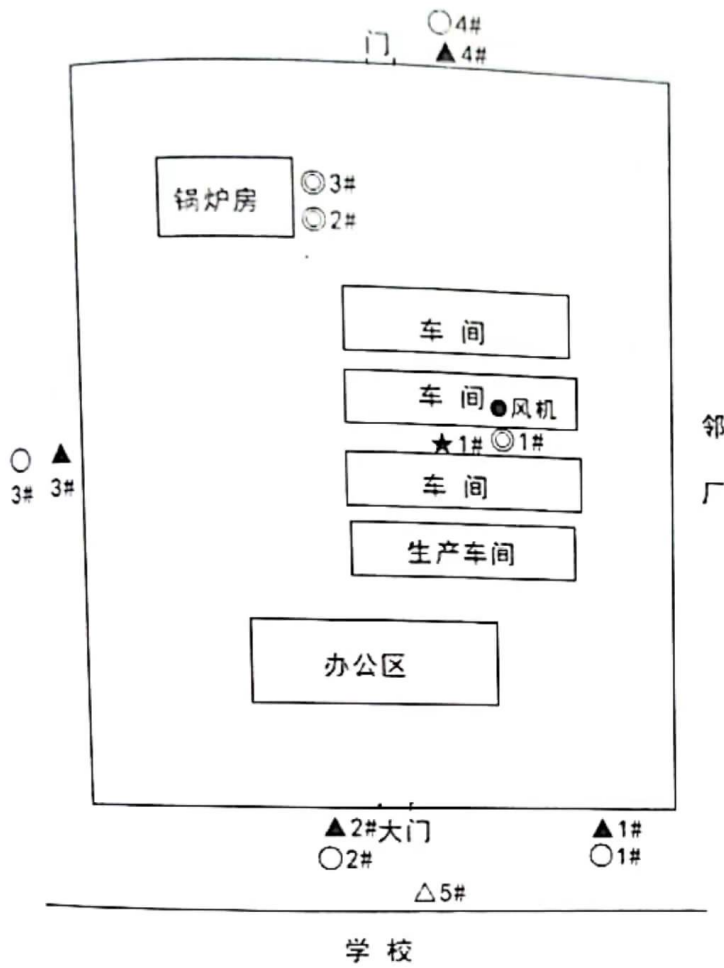 ○4#
门 ▲4#
◎3#
锅炉房
◎2#
车 间
车 间 ●风机
★1# ◎1#
邻
○ ▲
3# 3#
车 间
厂
生产车间
办公区
▲2# 大门 ▲1#
○2# ○1#
△5#
学 校